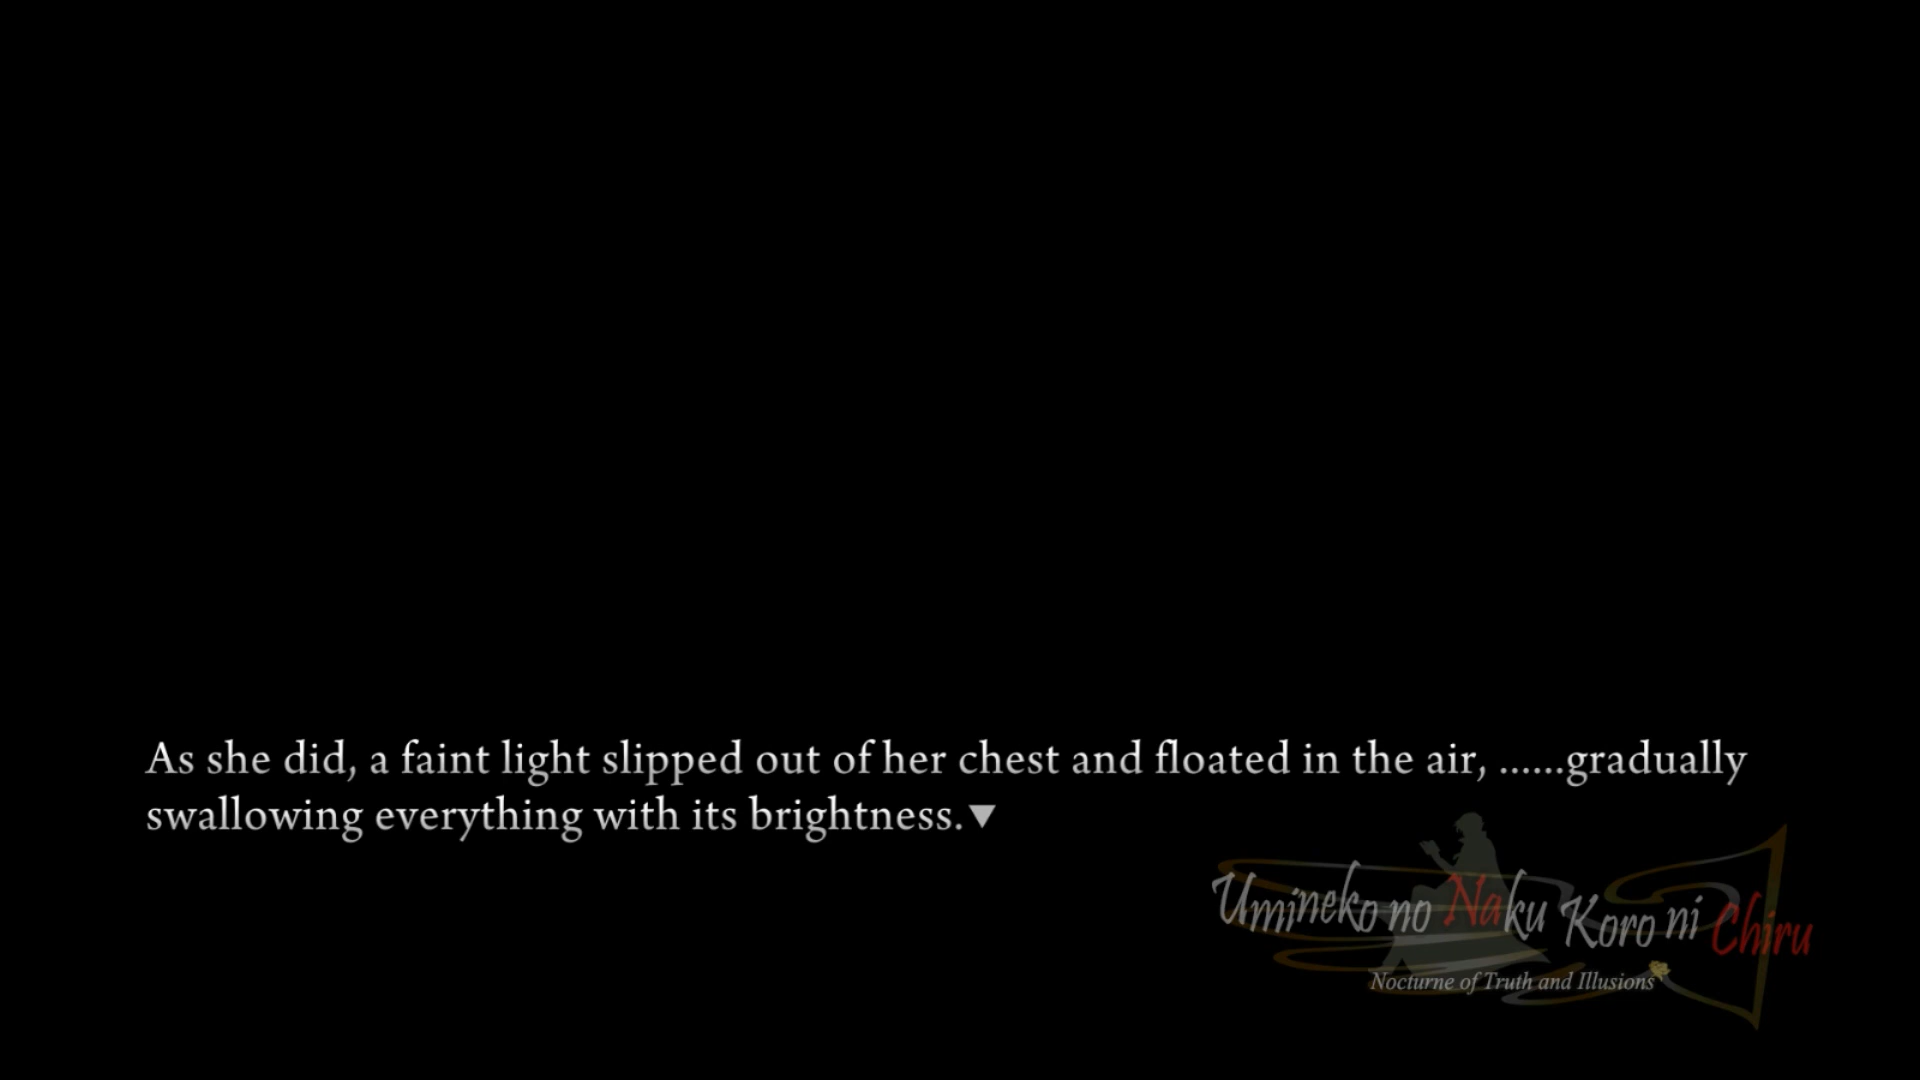 As she did, a faint light slipped out of her chest and floated in the air, ......gradually
swallowing everything with its brightness.▼
Umineko no Naku Koro ni Chiru
Nocturne of Truth and Illusions